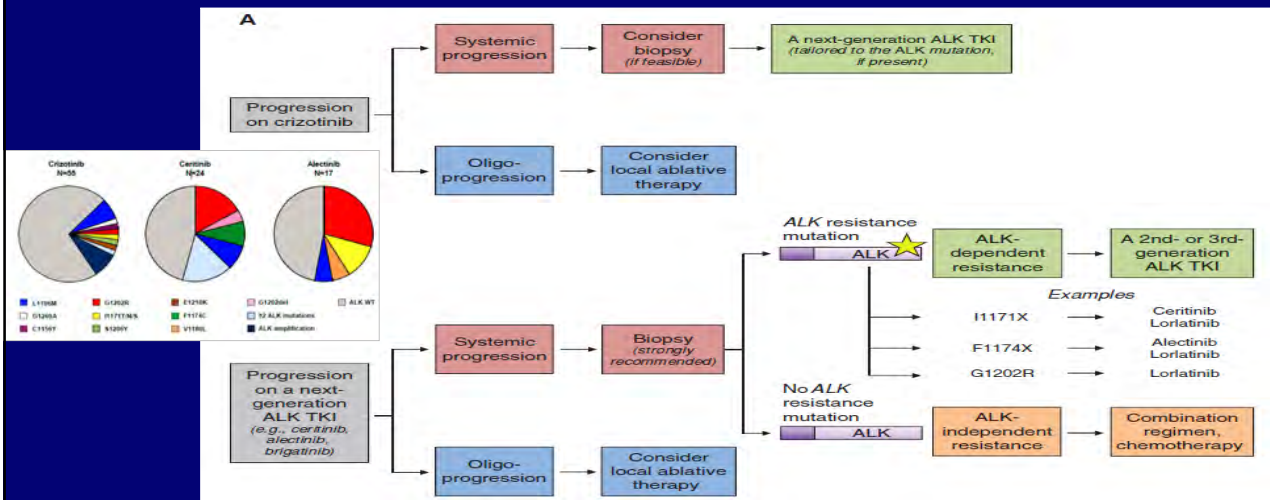 A
Systemic
progression
Consider
biopsy
(if feasible)
A next-generation ALK TKI
(tailored to the ALK mutation,
if present)
Progression
on crizotinib
Oligo-
progression
Consider
local ablative
therapy
Crizotinib
N=55
Ceritinib
N=24
Alectinib
N=17
L1196M
G1202R
E1210K
G1202del
ALK WT
G1269A
I1171T/N/S
F1174C
≥2 ALK mutations
C1156Y
S1206Y
V1180L
ALK amplification
Progression
on a next-
generation
ALK TKI
(e.g., ceritinib,
alectinib,
brigatinib)
Systemic
progression
Biopsy
(strongly
recommended)
Oligo-
progression
Consider
local ablative
therapy
ALK resistance
mutation
ALK
ALK-
dependent
resistance
A 2nd- or 3rd-
generation
ALK TKI
Examples
I1171X
Ceritinib
Lorlatinib
F1174X
Alectinib
Lorlatinib
G1202R
Lorlatinib
No ALK
resistance
mutation
ALK
ALK-
independent
resistance
Combination
regimen,
chemotherapy